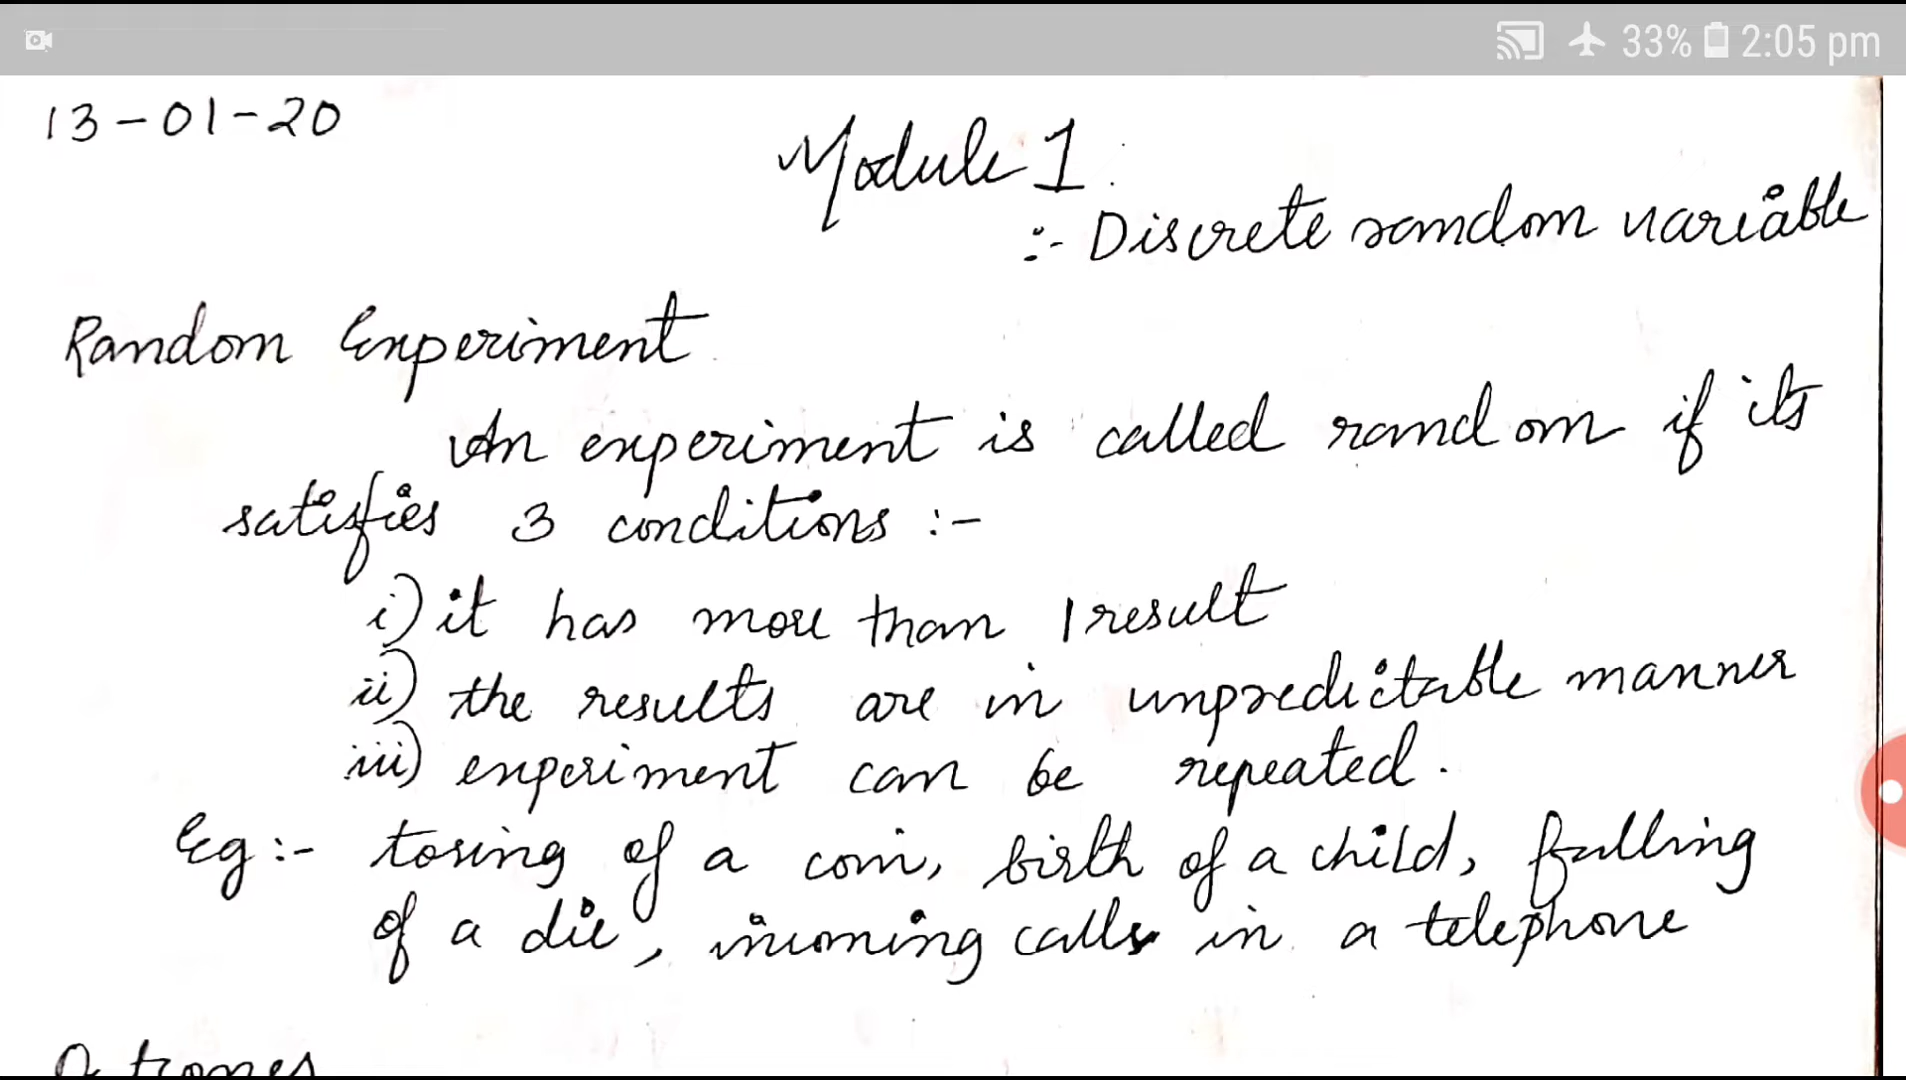 33% 2:05 pm
13-01-20
Module 1
:- Discrete random variable
Random Experiment
An experiment is called random if its
satisfies 3 conditions :-
i) it has more than 1 result
ii) the results are in unpredictable manner
iii) experiment can be repeated.
Eg :- tossing of a coin, birth of a child, falling
of a die, incoming calls in a telephone
Outcomes